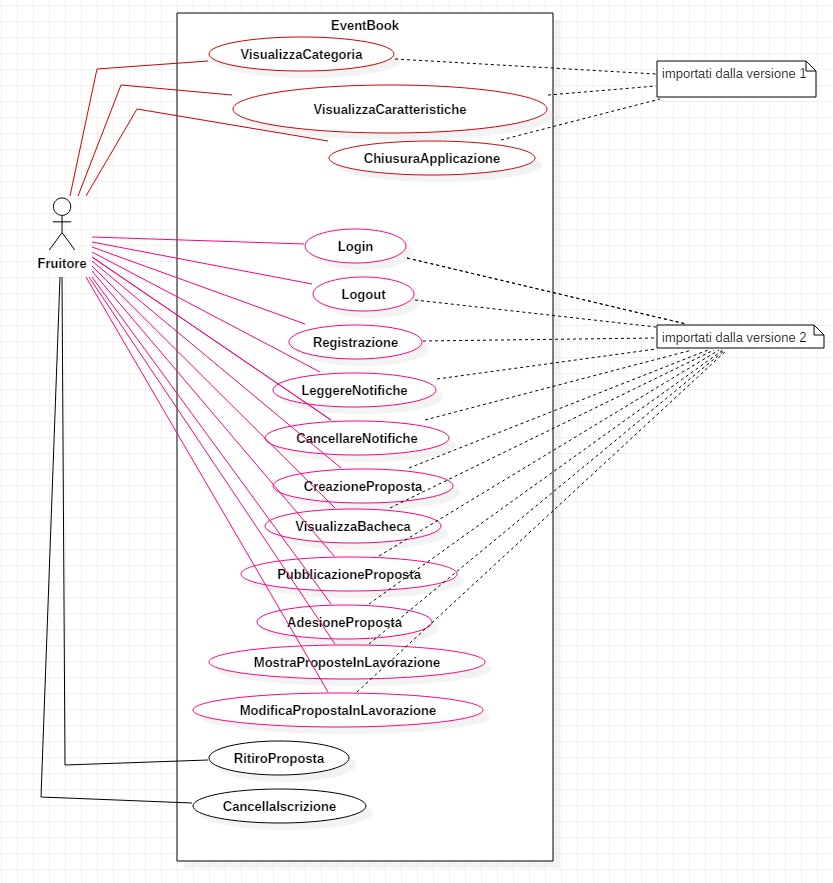 EventBook
VisualizzaCategoria
importati dalla versione 1
VisualizzaCaratteristiche
ChiusuraApplicazione
Fruitore
Login
Logout
importati dalla versione 2
Registrazione
LeggereNotifiche
CancellareNotifiche
CreazioneProposta
VisualizzaBacheca
PubblicazioneProposta
AdesioneProposta
MostraProposteInLavorazione
ModificaPropostaInLavorazione
RitiroProposta
CancellaIscrizione